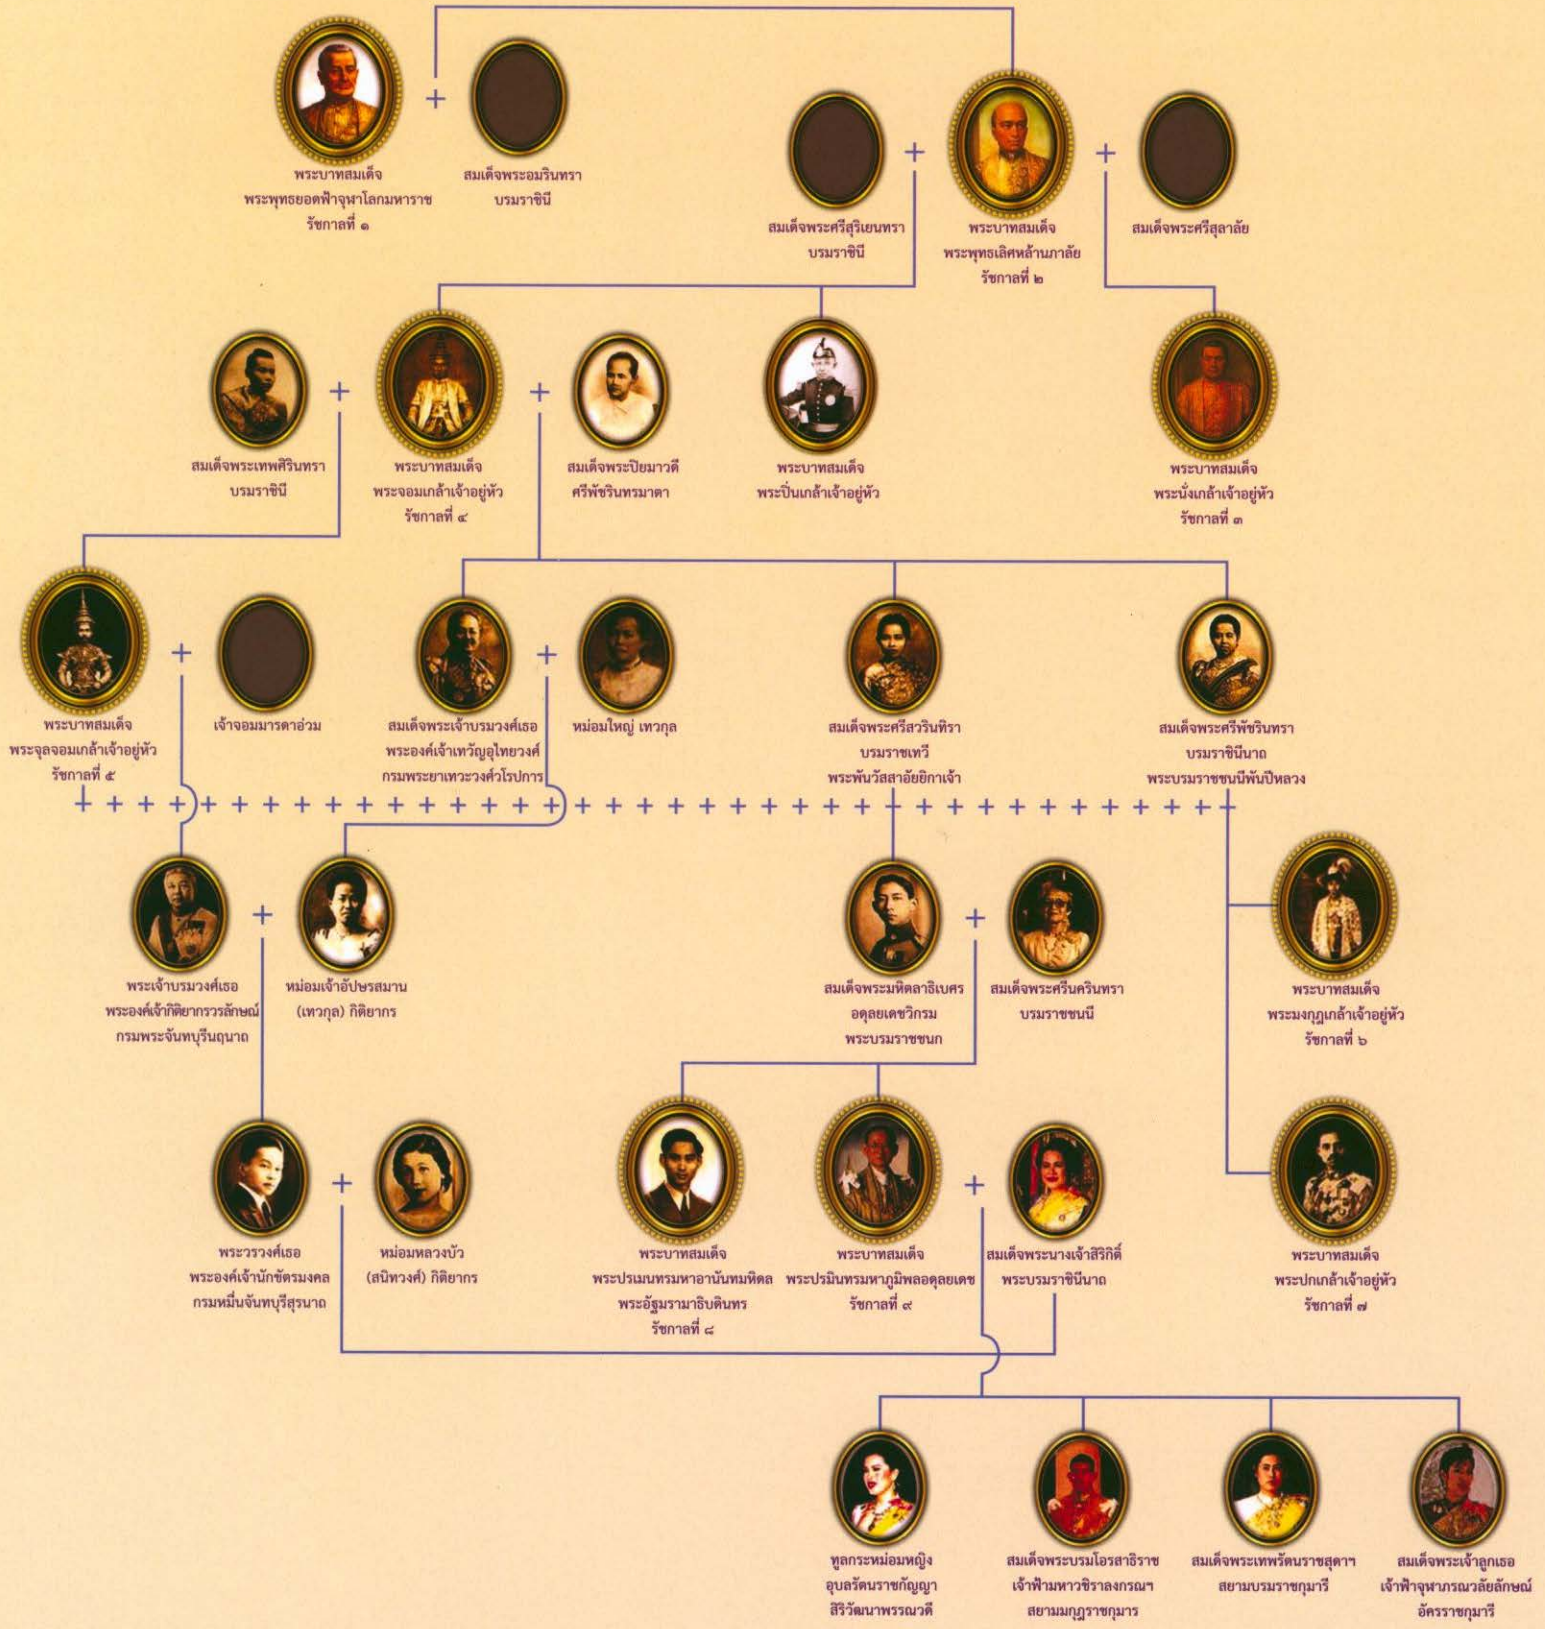 พระบาทสมเด็จ
พระพุทธยอดฟ้าจุฬาโลกมหาราช
รัชกาลที่ ๑
สมเด็จพระอมรินทรา
บรมราชินี
สมเด็จพระศรีสุริเยนทรา
บรมราชินี
พระบาทสมเด็จ
พระพุทธเลิศหล้านภาลัย
รัชกาลที่ ๒
สมเด็จพระศรีสุลาลัย
สมเด็จพระเทพศิรินทรา
บรมราชินี
พระบาทสมเด็จ
พระจอมเกล้าเจ้าอยู่หัว
รัชกาลที่ ๔
สมเด็จพระปิยมาวดี
ศรีพัชรินทรมาตา
พระบาทสมเด็จ
พระปิ่นเกล้าเจ้าอยู่หัว
พระบาทสมเด็จ
พระนั่งเกล้าเจ้าอยู่หัว
รัชกาลที่ ๓
พระบาทสมเด็จ
พระจุลจอมเกล้าเจ้าอยู่หัว
รัชกาลที่ ๕
เจ้าจอมมารดาอ่วม
สมเด็จพระเจ้าบรมวงศ์เธอ
พระองค์เจ้าเทวัญอุไทยวงศ์
กรมพระยาเทวะวงศ์วโรปการ
หม่อมใหญ่ เทวกุล
สมเด็จพระศรีสวรินทิรา
บรมราชเทวี
พระพันวัสสาอัยยิกาเจ้า
สมเด็จพระศรีพัชรินทรา
บรมราชินีนาถ
พระบรมราชชนนีพันปีหลวง
พระเจ้าบรมวงศ์เธอ
พระองค์เจ้ากิติยากรวรลักษณ์
กรมพระจันทบุรีนฤนาถ
หม่อมเจ้าอัปษรสมาน
(เทวกุล) กิติยากร
สมเด็จพระมหิตลาธิเบศร
อดุลยเดชวิกรม
พระบรมราชชนก
สมเด็จพระศรีนครินทรา
บรมราชชนนี
พระบาทสมเด็จ
พระมงกุฎเกล้าเจ้าอยู่หัว
รัชกาลที่ ๖
พระวรวงศ์เธอ
พระองค์เจ้านักขัตรมงคล
กรมหมื่นจันทบุรีสุรนาถ
หม่อมหลวงบัว
(สนิทวงศ์) กิติยากร
พระบาทสมเด็จ
พระปรเมนทรมหาอานันทมหิดล
พระอัฐมรามาธิบดินทร
รัชกาลที่ ๘
พระบาทสมเด็จ
พระปรมินทรมหาภูมิพลอดุลยเดช
รัชกาลที่ ๙
สมเด็จพระนางเจ้าสิริกิติ์
พระบรมราชินีนาถ
พระบาทสมเด็จ
พระปกเกล้าเจ้าอยู่หัว
รัชกาลที่ ๗
ทูลกระหม่อมหญิง
อุบลรัตนราชกัญญา
สิริวัฒนาพรรณวดี
สมเด็จพระบรมโอรสาธิราช
เจ้าฟ้ามหาวชิราลงกรณฯ
สยามมกุฎราชกุมาร
สมเด็จพระเทพรัตนราชสุดาฯ
สยามบรมราชกุมารี
สมเด็จพระเจ้าลูกเธอ
เจ้าฟ้าจุฬาภรณวลัยลักษณ์
อัครราชกุมารี